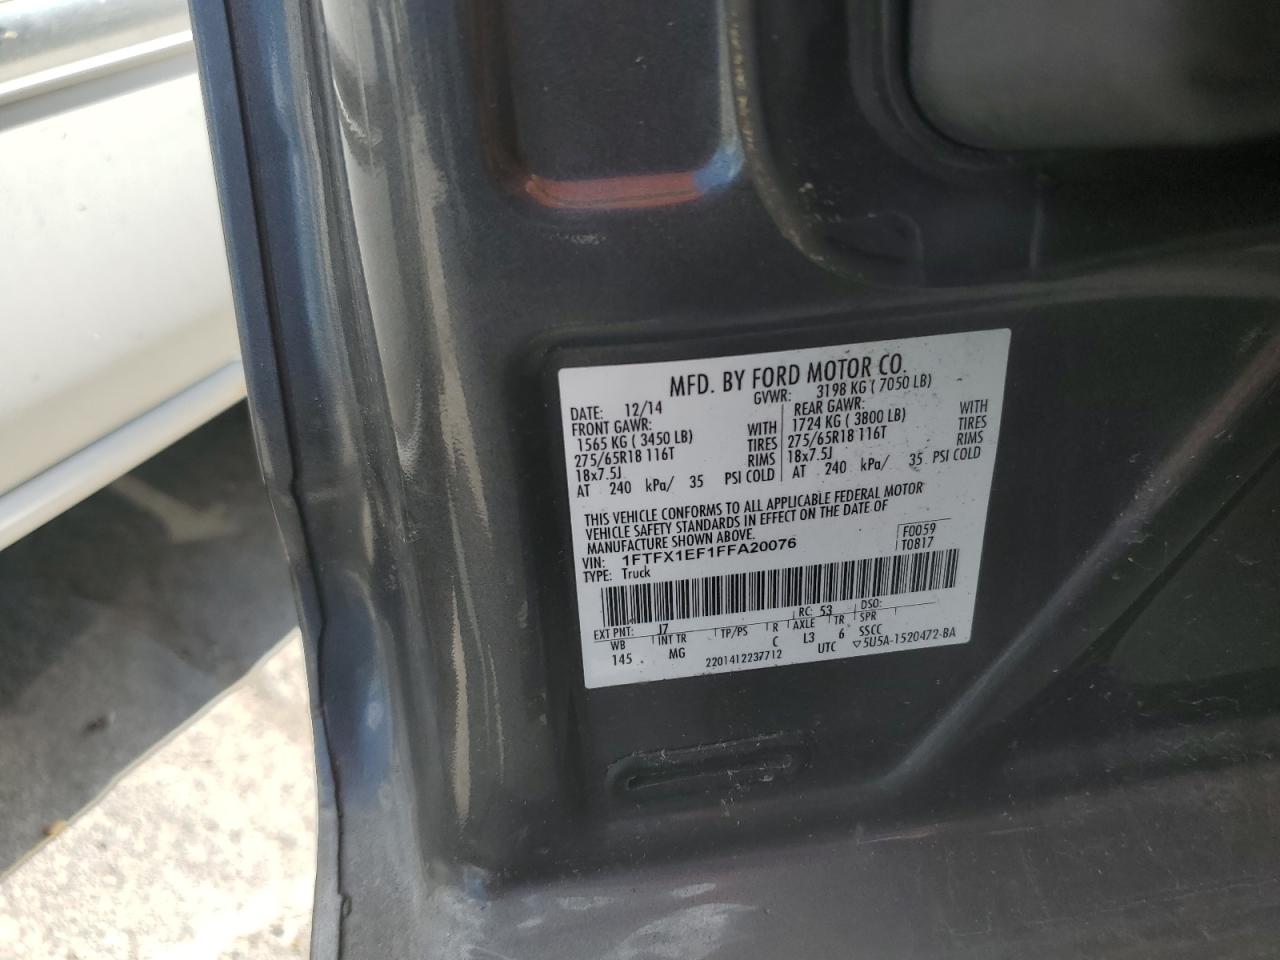 MFD. BY FORD MOTOR CO.
DATE: 12/14 GVWR: 3198 KG ( 7050 LB)
FRONT GAWR: REAR GAWR:
1565 KG ( 3450 LB) WITH 1724 KG ( 3800 LB) WITH
275/65R18 116T TIRES 275/65R18 116T TIRES
18x7.5J RIMS 18x7.5J RIMS
AT 240 kPa/ 35 PSI COLD AT 240 kPa/ 35 PSI COLD
THIS VEHICLE CONFORMS TO ALL APPLICABLE FEDERAL MOTOR
VEHICLE SAFETY STANDARDS IN EFFECT ON THE DATE OF
MANUFACTURE SHOWN ABOVE.
VIN: 1FTFX1EF1FFA20076 F0059
TYPE: Truck T0817
EXT PNT: J7 RC: 53 DSO:
WB INT TR TP/PS R AXLE TR SPR
145 MG C L3 6 SSCC
2201412237712 UTC ▽5U5A-1520472-BA